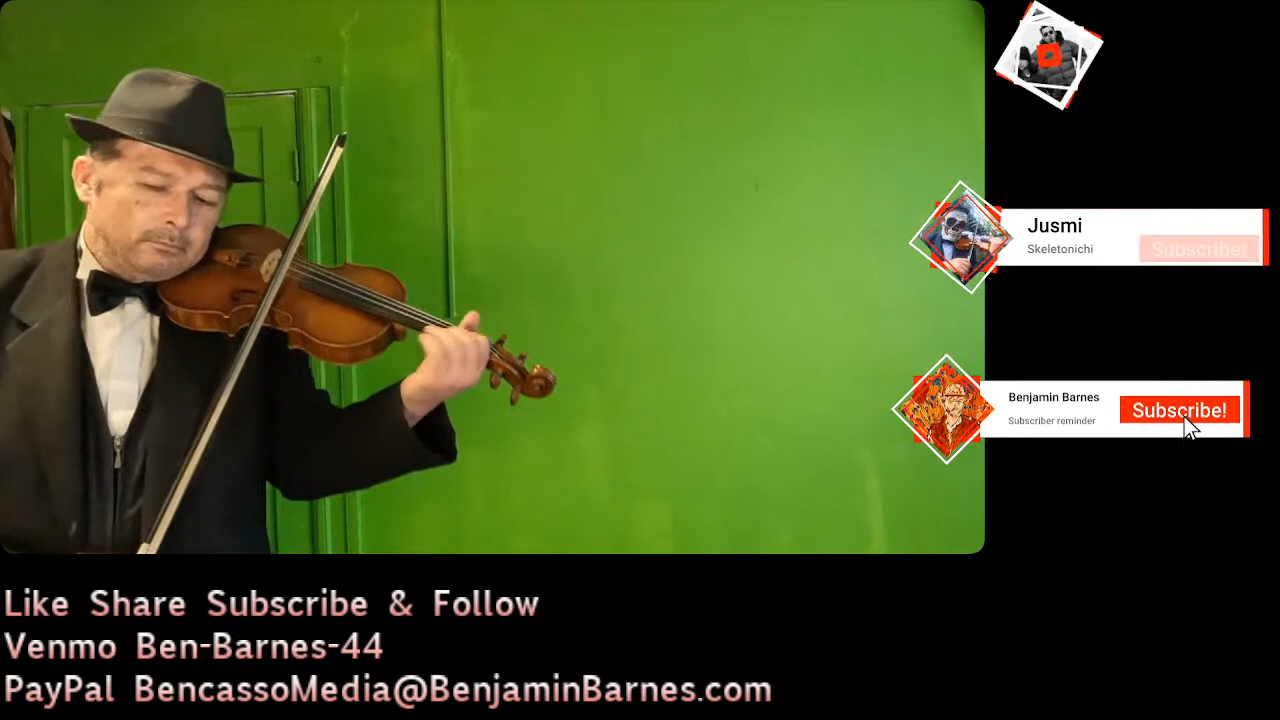 Jusmi
Skeletonichi
Subscribe!
Benjamin Barnes
Subscriber reminder
Subscribe!
Like Share Subscribe & Follow
Venmo Ben-Barnes-44
PayPal BencassoMedia@BenjaminBarnes.com